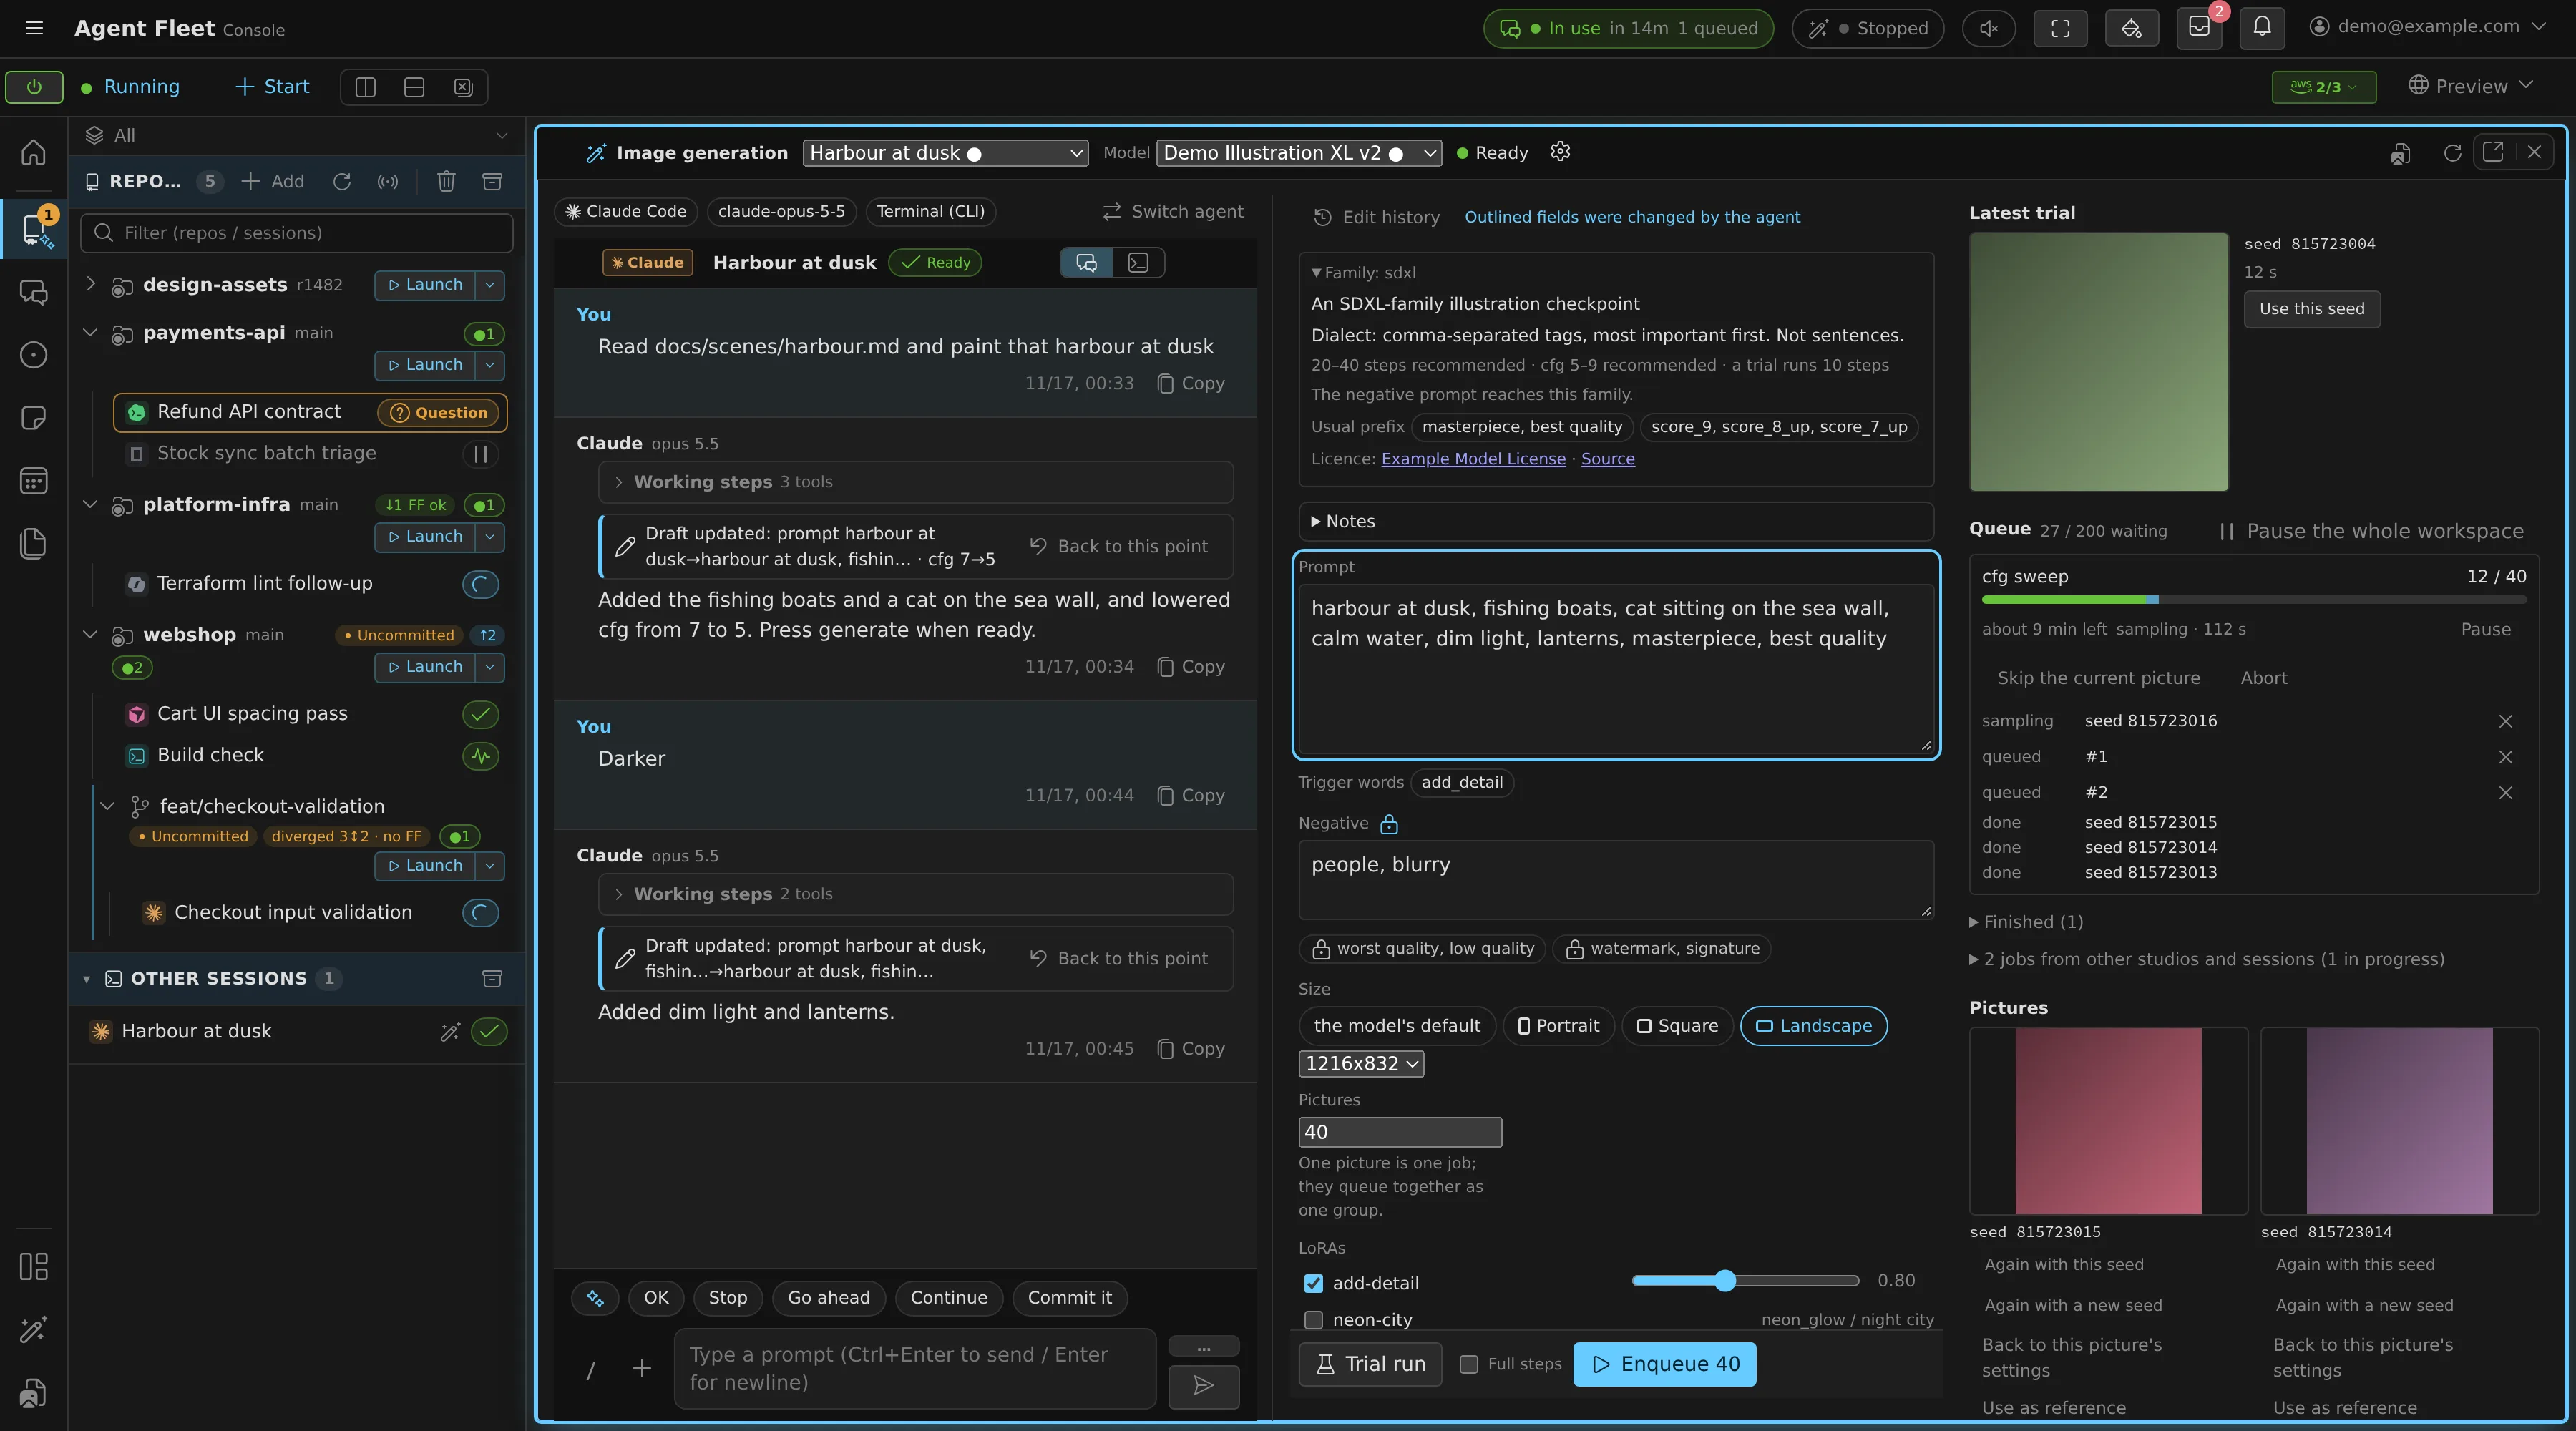 Agent Fleet Console
In use in 14m 1 queued
Stopped
2
demo@example.com
Running
+ Start
aws 2/3
Preview
All
REPO... 5 + Add
1
Filter (repos / sessions)
design-assets r1482
Launch
payments-api main
●1
Launch
Refund API contract
Question
Stock sync batch triage
platform-infra main
↓1 FF ok
●1
Launch
Terraform lint follow-up
webshop main
• Uncommitted
↑2
●2
Launch
Cart UI spacing pass
Build check
feat/checkout-validation
• Uncommitted
diverged 3↕2 · no FF
●1
Launch
Checkout input validation
OTHER SESSIONS 1
Harbour at dusk
Image generation
Harbour at dusk ●
Model
Demo Illustration XL v2 ●
Ready
Claude Code
claude-opus-5-5
Terminal (CLI)
Switch agent
Claude
Harbour at dusk
Ready
You
Read docs/scenes/harbour.md and paint that harbour at dusk
11/17, 00:33
Copy
Claude opus 5.5
Working steps 3 tools
Draft updated: prompt harbour at
dusk→harbour at dusk, fishin... · cfg 7→5
Back to this point
Added the fishing boats and a cat on the sea wall, and lowered
cfg from 7 to 5. Press generate when ready.
11/17, 00:34
Copy
You
Darker
11/17, 00:44
Copy
Claude opus 5.5
Working steps 2 tools
Draft updated: prompt harbour at dusk,
fishin...→harbour at dusk, fishin...
Back to this point
Added dim light and lanterns.
11/17, 00:45
Copy
OK
Stop
Go ahead
Continue
Commit it
/
Type a prompt (Ctrl+Enter to send / Enter
for newline)
...
Edit history
Outlined fields were changed by the agent
Family: sdxl
An SDXL-family illustration checkpoint
Dialect: comma-separated tags, most important first. Not sentences.
20–40 steps recommended · cfg 5–9 recommended · a trial runs 10 steps
The negative prompt reaches this family.
Usual prefix
masterpiece, best quality
score_9, score_8_up, score_7_up
Licence: Example Model License · Source
Notes
Prompt
harbour at dusk, fishing boats, cat sitting on the sea wall,
calm water, dim light, lanterns, masterpiece, best quality
Trigger words
add_detail
Negative
people, blurry
worst quality, low quality
watermark, signature
Size
the model's default
Portrait
Square
Landscape
1216x832
Pictures
40
One picture is one job;
they queue together as
one group.
LoRAs
add-detail
0.80
neon-city
neon_glow / night city
Trial run
Full steps
Enqueue 40
Latest trial
seed 815723004
12 s
Use this seed
Queue 27 / 200 waiting
Pause the whole workspace
cfg sweep
12 / 40
about 9 min left sampling · 112 s
Pause
Skip the current picture
Abort
sampling seed 815723016
queued #1
queued #2
done seed 815723015
done seed 815723014
done seed 815723013
Finished (1)
2 jobs from other studios and sessions (1 in progress)
Pictures
seed 815723015
Again with this seed
Again with a new seed
Back to this picture's
settings
Use as reference
seed 815723014
Again with this seed
Again with a new seed
Back to this picture's
settings
Use as reference